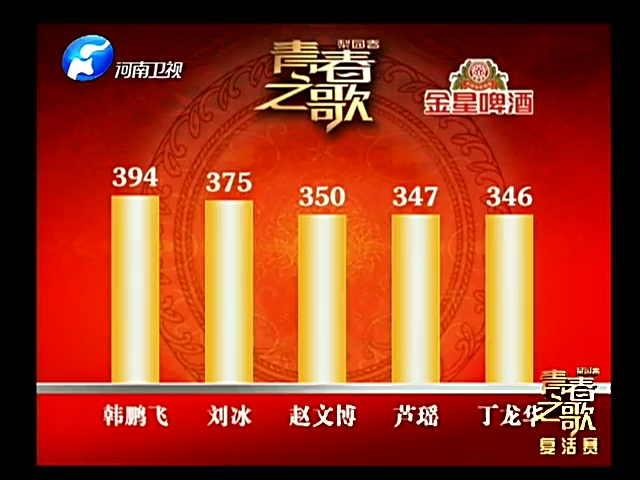 河南卫视
梨园春
青春之歌
金星啤酒
394 375 350 347 346
韩鹏飞 刘冰 赵文博 芦瑶 丁龙华
梨园春
青春之歌
复活赛